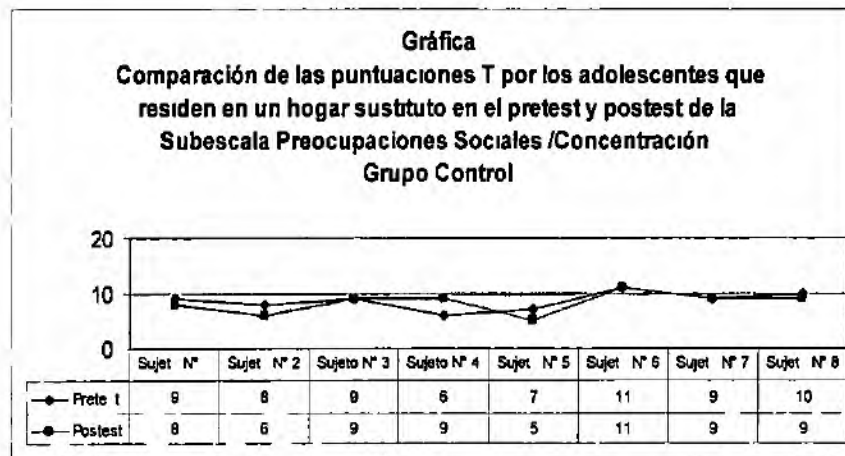 Gráfica
Comparación de las puntuaciones T por los adolescentes que
residen en un hogar sustituto en el pretest y postest de la
Subescala Preocupaciones Sociales /Concentración
Grupo Control
20
10
0
Sujet N° Sujet N° 2 Sujeto N° 3 Sujeto N° 4 Sujet N° 5 Sujet N° 6 Sujet N° 7 Sujet N° 8
Prete t 9 8 9 6 7 11 9 10
Postest 8 6 9 9 5 11 9 9